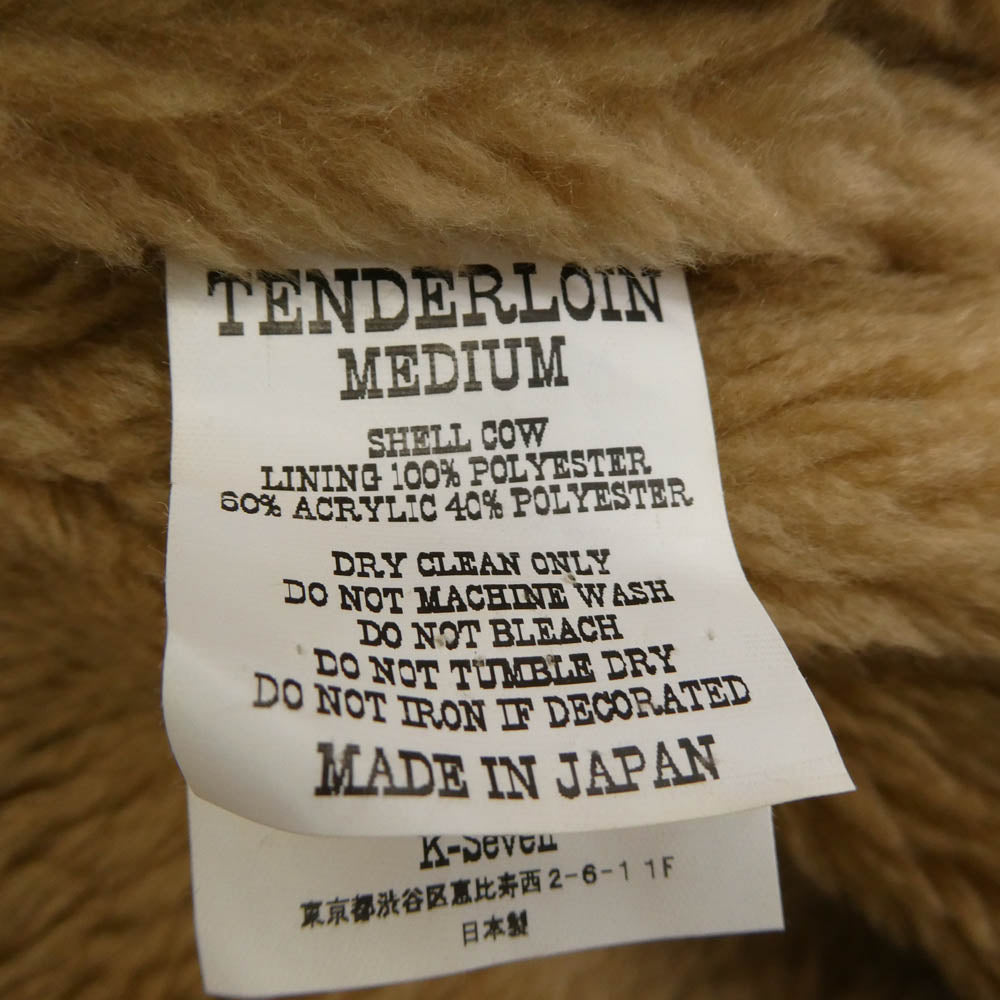 TENDERLOIN
MEDIUM
SHELL COW
LINING 100% POLYESTER
60% ACRYLIC 40% POLYESTER
DRY CLEAN ONLY
DO NOT MACHINE WASH
DO NOT BLEACH
DO NOT TUMBLE DRY
DO NOT IRON IF DECORATED
MADE IN JAPAN
K-Seven
東京都渋谷区恵比寿西2-6-1 1F
日本製